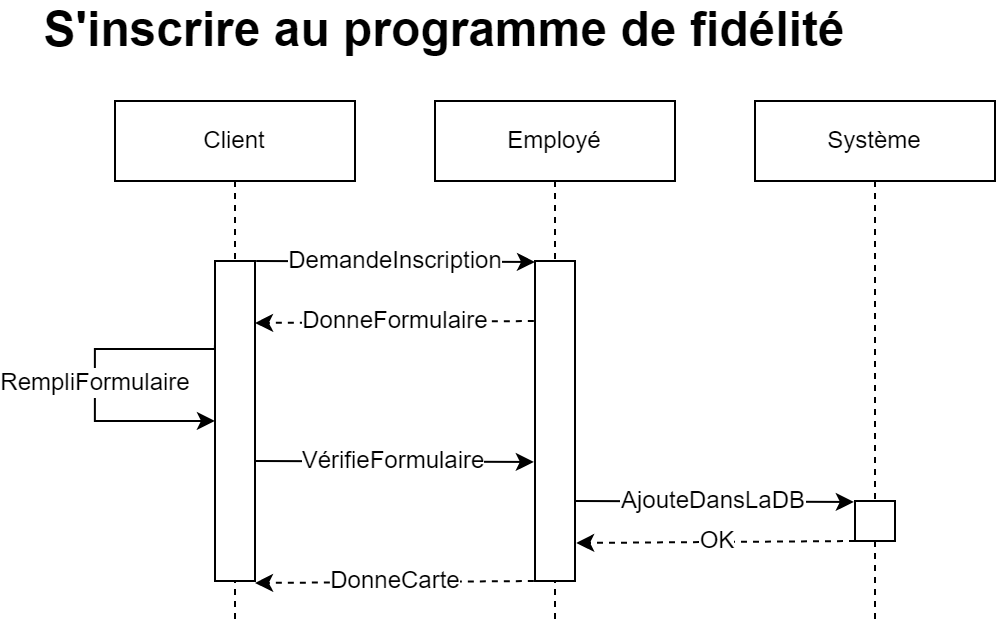 S'inscrire au programme de fidélité
Client
Employé
Système
DemandeInscription
DonneFormulaire
RempliFormulaire
VérifieFormulaire
AjouteDansLaDB
OK
DonneCarte